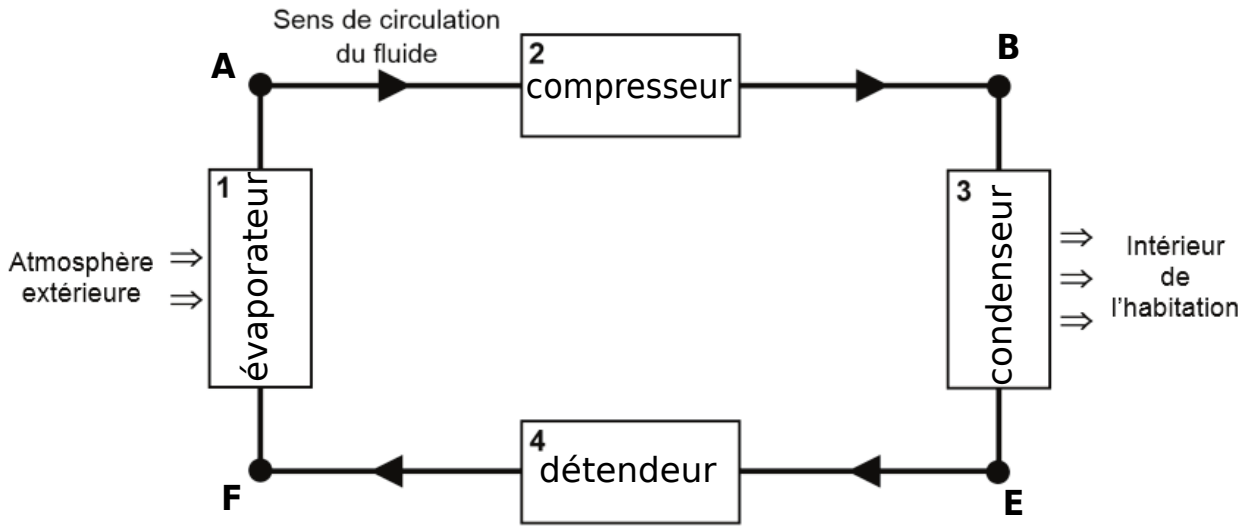 Sens de circulation
du fluide
A
2
compresseur
B
1
évaporateur
3
condenseur
Atmosphère
extérieure
Intérieur
de
l'habitation
4
détendeur
F
E